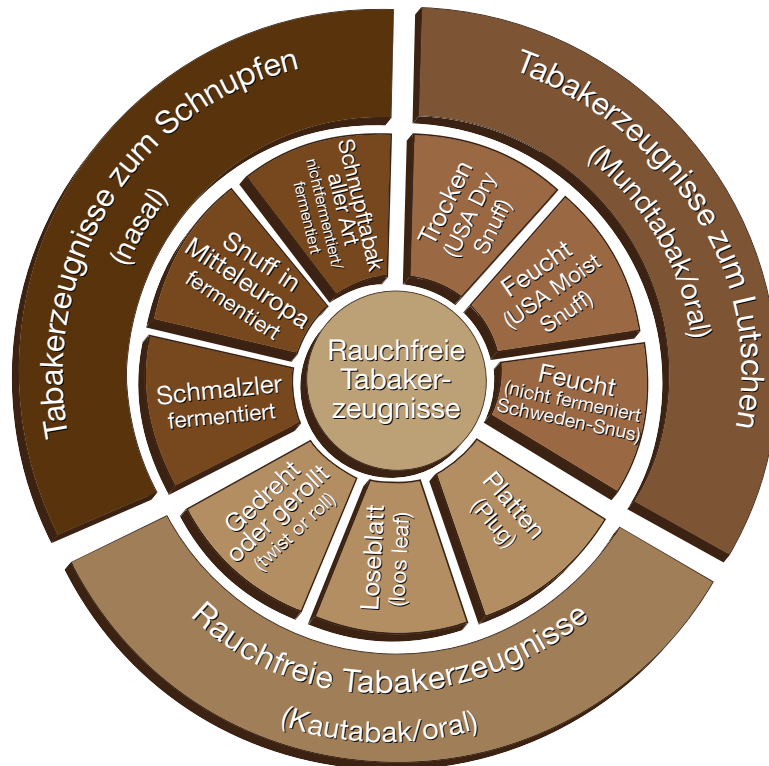 Rauchfreie
Tabaker-
zeugnisse
Tabakerzeugnisse zum Schnupfen
(nasal)
Schnupftabak
aller Art
nichtfermentiert/
fermentiert
Snuff in
Mitteleuropa
fermentiert
Schmalzler
fermentiert
Tabakerzeugnisse zum Lutschen
(Mundtabak/oral)
Trocken
(USA Dry
Snuff)
Feucht
(USA Moist
Snuff)
Feucht
(nicht fermeniert
Schweden-Snus)
Rauchfreie Tabakerzeugnisse
(Kautabak/oral)
Gedreht
oder gerollt
(twist or roll)
Loseblatt
(loos leaf)
Platten
(Plug)